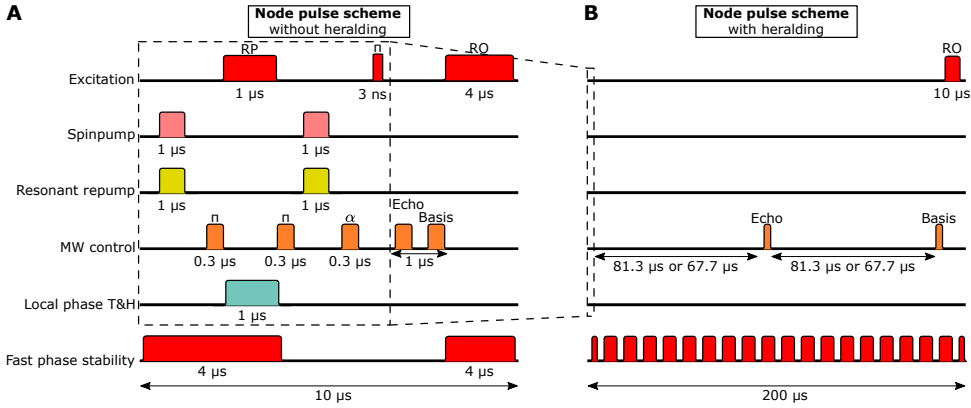 A
Node pulse scheme
without heralding
B
Node pulse scheme
with heralding
Excitation
RP
1 µs
п
3 ns
RO
4 µs
RO
10 µs
Spinpump
1 µs
1 µs
Resonant repump
1 µs
1 µs
MW control
п
0.3 µs
п
0.3 µs
α
0.3 µs
Echo
Basis
1 µs
Echo
Basis
81.3 µs or 67.7 µs
81.3 µs or 67.7 µs
Local phase T&H
1 µs
Fast phase stability
4 µs
4 µs
10 µs
200 µs